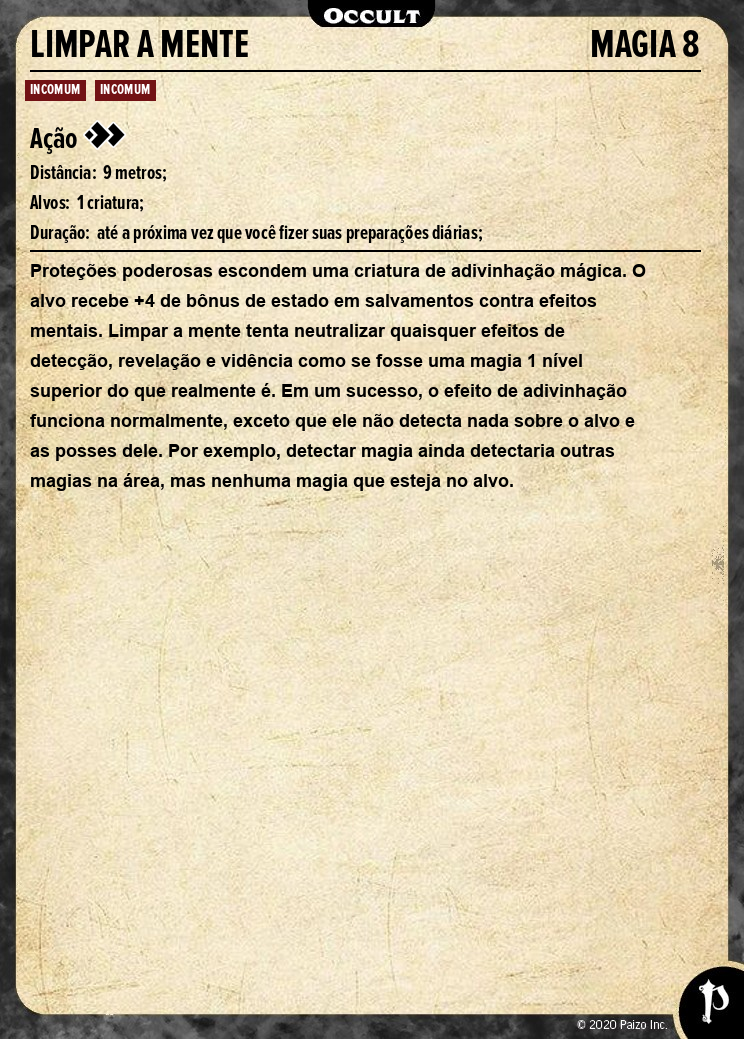 OCCULT
LIMPAR A MENTE MAGIA 8
INCOMUM INCOMUM
Ação
Distância: 9 metros;
Alvos: 1 criatura;
Duração: até a próxima vez que você fizer suas preparações diárias;
Proteções poderosas escondem uma criatura de adivinhação mágica. O
alvo recebe +4 de bônus de estado em salvamentos contra efeitos
mentais. Limpar a mente tenta neutralizar quaisquer efeitos de
detecção, revelação e vidência como se fosse uma magia 1 nível
superior do que realmente é. Em um sucesso, o efeito de adivinhação
funciona normalmente, exceto que ele não detecta nada sobre o alvo e
as posses dele. Por exemplo, detectar magia ainda detectaria outras
magias na área, mas nenhuma magia que esteja no alvo.
© 2020 Paizo Inc.
P